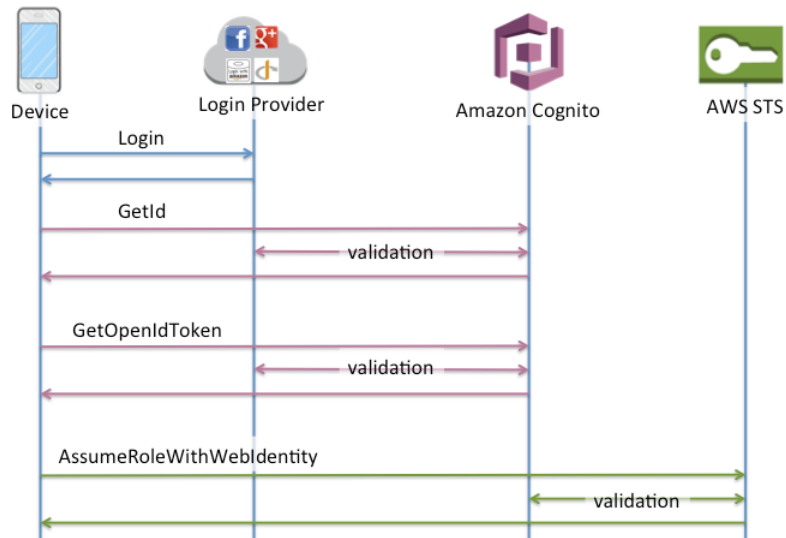 Device
Login Provider
Amazon Cognito
AWS STS
Login
GetId
validation
GetOpenIdToken
validation
AssumeRoleWithWebIdentity
validation